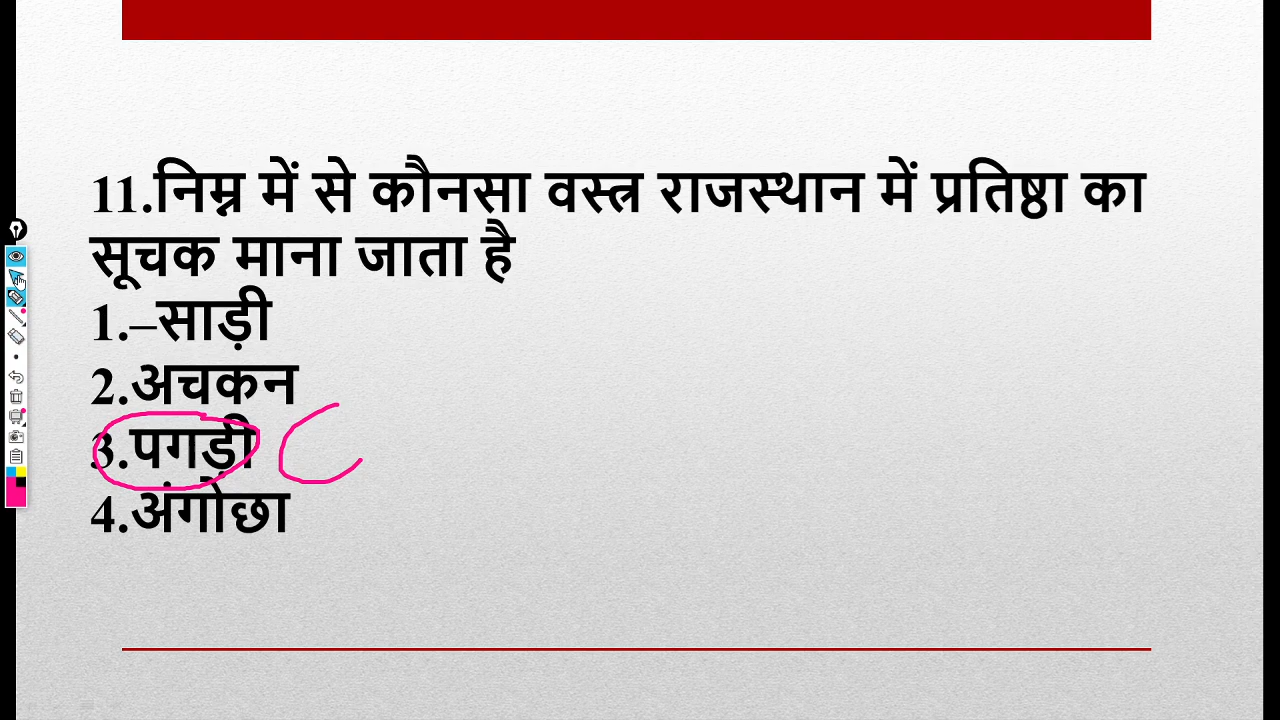 11.निम्न में से कौनसा वस्त्र राजस्थान में प्रतिष्ठा का
सूचक माना जाता है
1.–साड़ी
2.अचकन
3.पगड़ी
4.अंगोछा